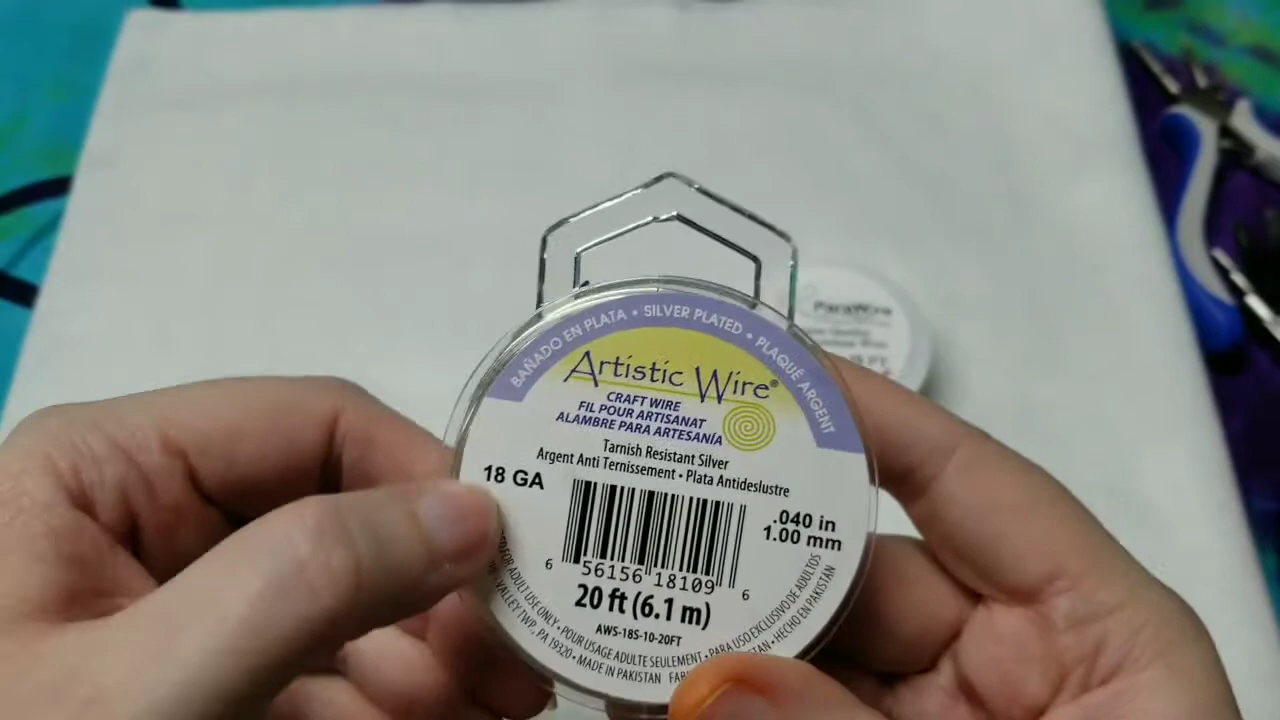 BAÑADO EN PLATA • SILVER PLATED • PLAQUÉ ARGENT
Artistic Wire®
CRAFT WIRE
FIL POUR ARTISANAT
ALAMBRE PARA ARTESANÍA
Tarnish Resistant Silver
Argent Anti Ternissement • Plata Antideslustre
18 GA
.040 in
1.00 mm
6 56156 18109 6
20 ft (6.1 m)
AWS-18S-10-20FT
FOR ADULT USE ONLY • POUR USAGE ADULTE SEULEMENT • PARA USO EXCLUSIVO DE ADULTOS
VALLEY TWP., PA 19320 • MADE IN PAKISTAN • HECHO EN PAKISTAN
ParaWire